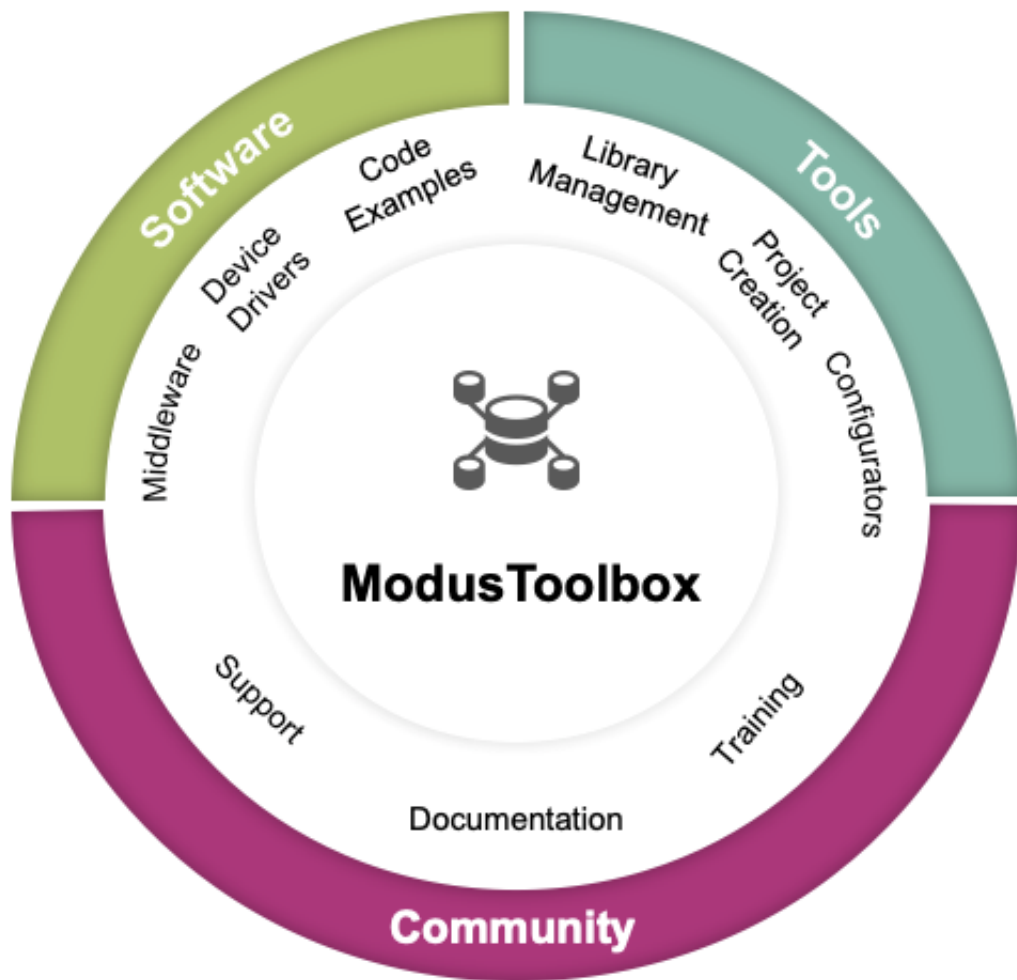 Software
Code
Examples
Device
Drivers
Middleware
Tools
Library
Management
Project
Creation
Configurators
ModusToolbox
Support
Documentation
Training
Community